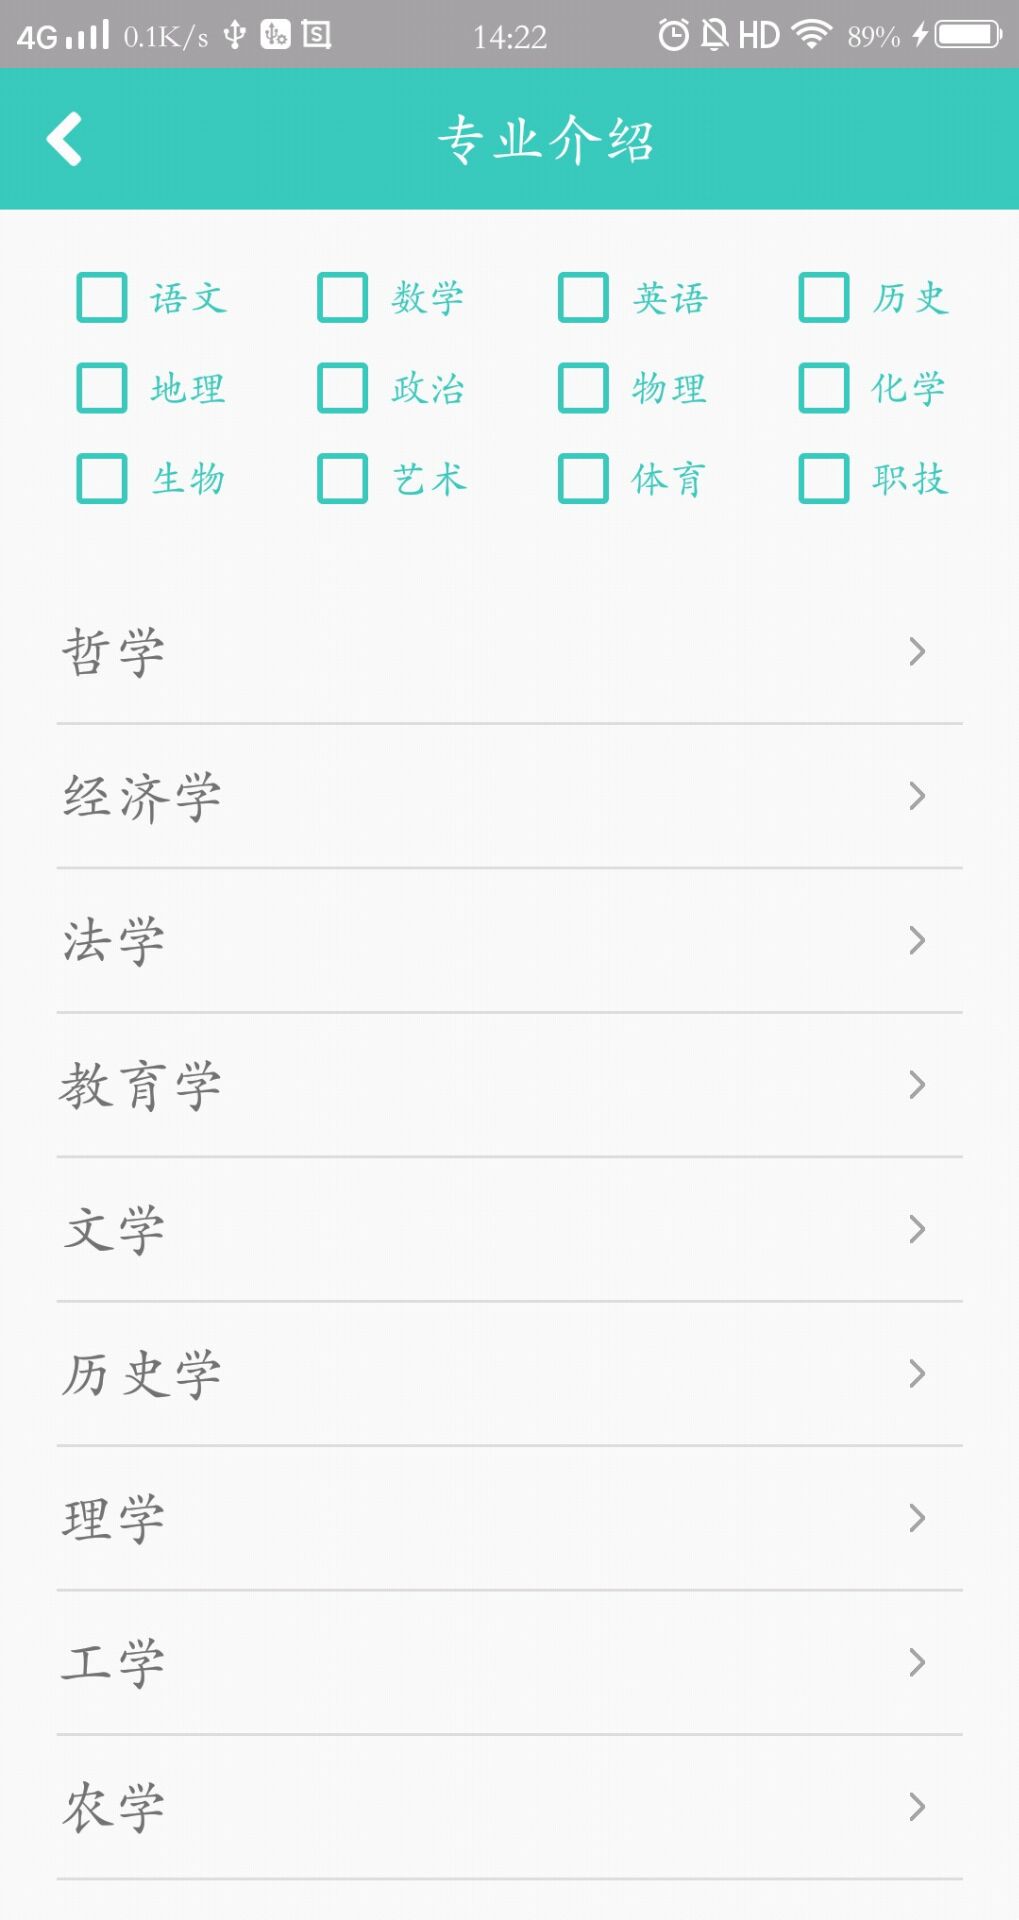 4G 0.1K/s 14:22 HD 89%
专业介绍
语文 数学 英语 历史
地理 政治 物理 化学
生物 艺术 体育 职技
哲学
经济学
法学
教育学
文学
历史学
理学
工学
农学